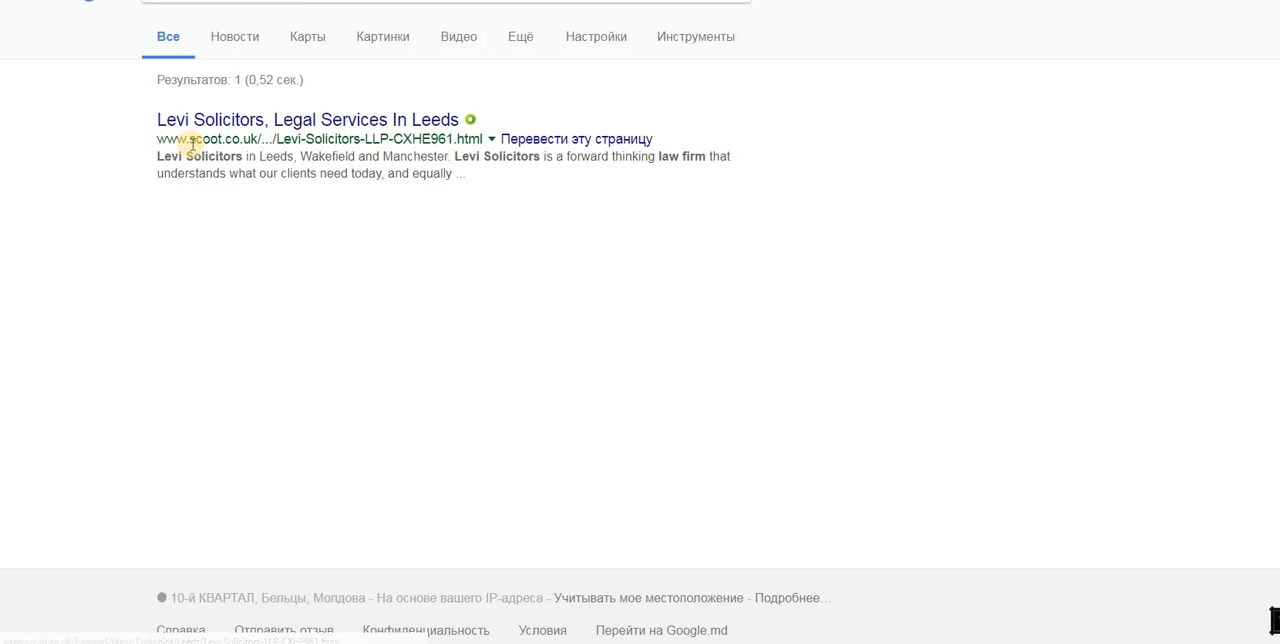 Все Новости Карты Картинки Видео Ещё Настройки Инструменты
Результатов: 1 (0,52 сек.)
Levi Solicitors, Legal Services In Leeds
www.scoot.co.uk/.../Levi-Solicitors-LLP-CXHE961.html Перевести эту страницу
Levi Solicitors in Leeds, Wakefield and Manchester. Levi Solicitors is a forward thinking law firm that
understands what our clients need today, and equally ...
10-й КВАРТАЛ, Бельцы, Молдова - На основе вашего IP-адреса - Учитывать мое местоположение - Подробнее…
Справка Отправить отзыв Конфиденциальность Условия Перейти на Google.md